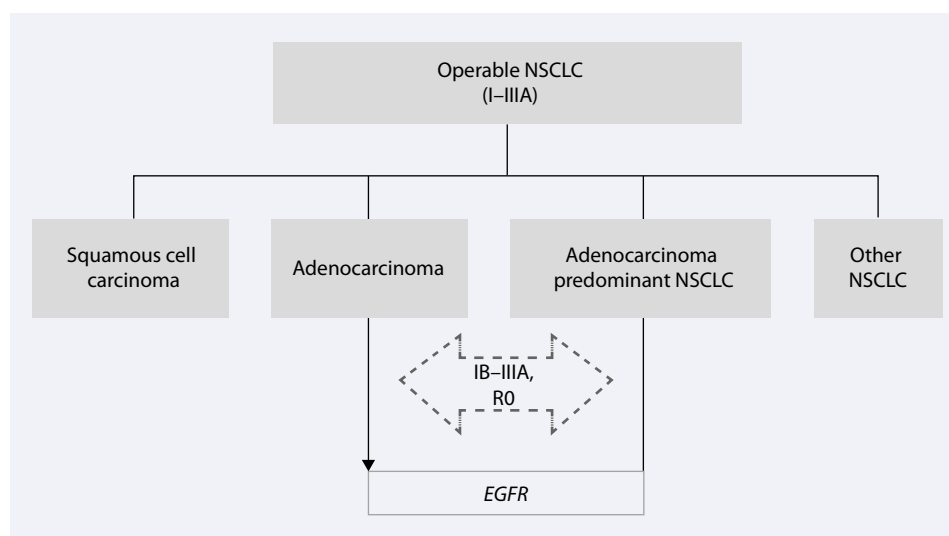 Operable NSCLC
(I–IIIA)
Squamous cell
carcinoma
Adenocarcinoma
Adenocarcinoma
predominant NSCLC
Other
NSCLC
IB–IIIA,
R0
EGFR